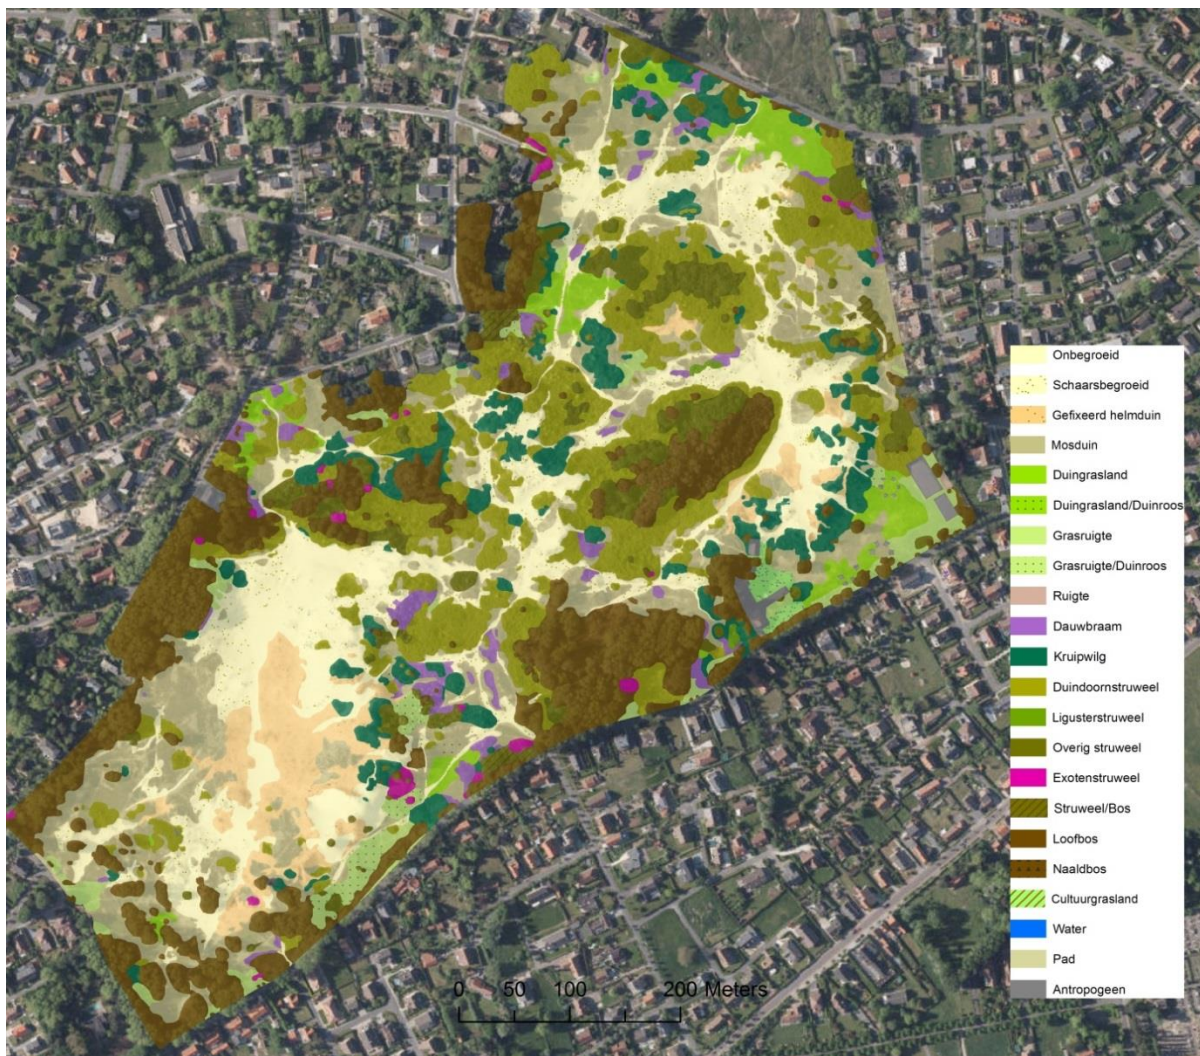 Onbegroeid
Schaarsbegroeid
Gefixeerd helmduin
Mosduin
Duingrasland
Duingrasland/Duinroos
Grasruigte
Grasruigte/Duinroos
Ruigte
Dauwbraam
Kruipwilg
Duindoornstruweel
Ligusterstruweel
Overig struweel
Exotenstruweel
Struweel/Bos
Loofbos
Naaldbos
Cultuurgrasland
Water
Pad
Antropogeen
0 50 100 200 Meters